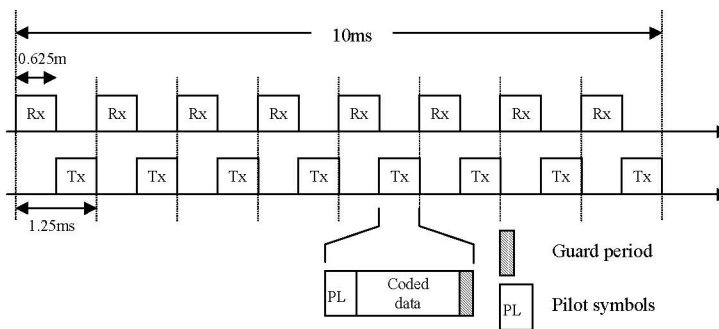 10ms
0.625m
Rx Rx Rx Rx Rx Rx Rx Rx
Tx Tx Tx Tx Tx Tx Tx Tx
1.25ms
Guard period
PL Coded data
PL Pilot symbols